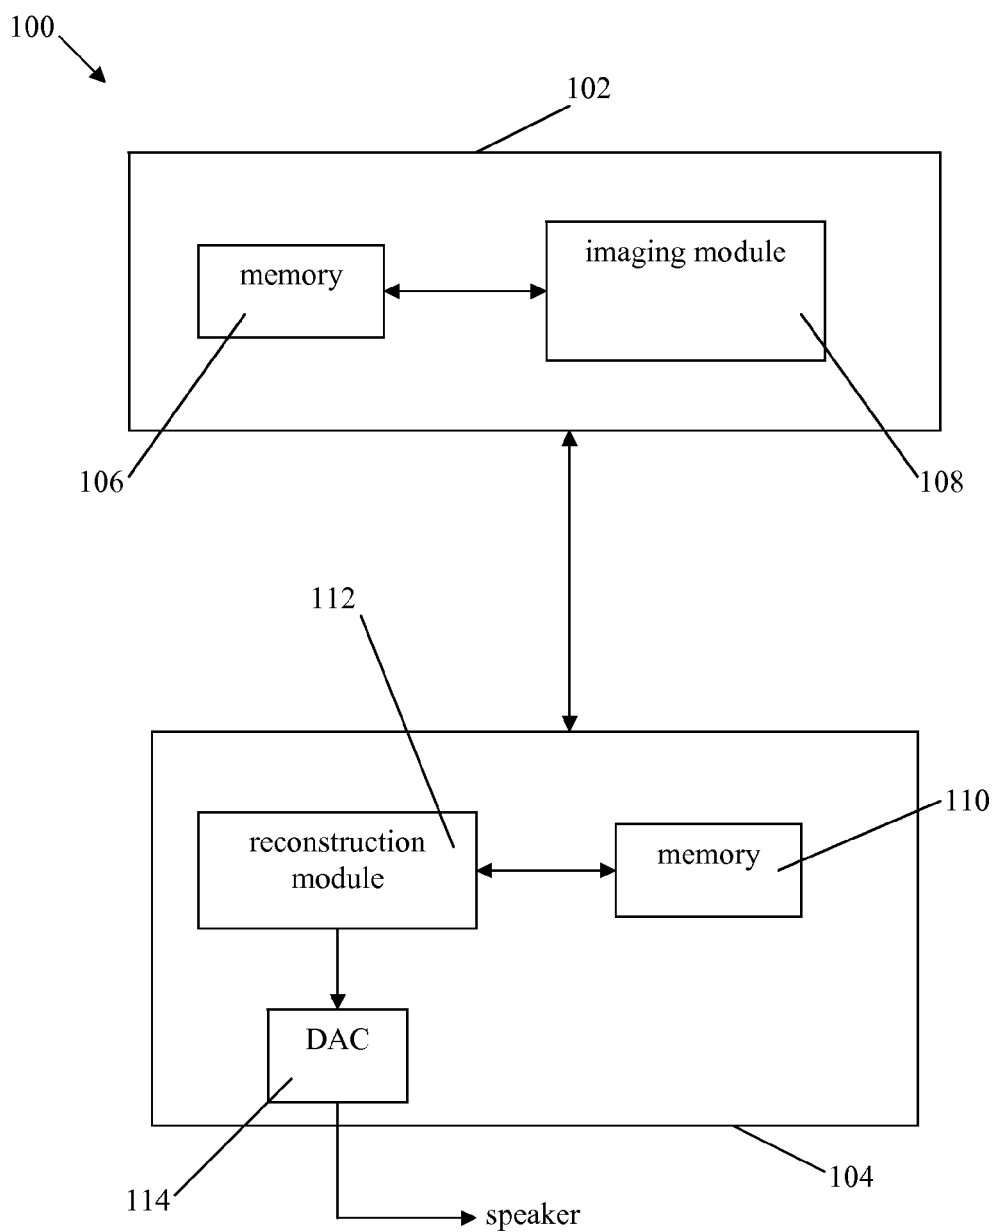 100
102
memory
imaging module
106
108
112
110
reconstruction
module
memory
DAC
104
114
speaker